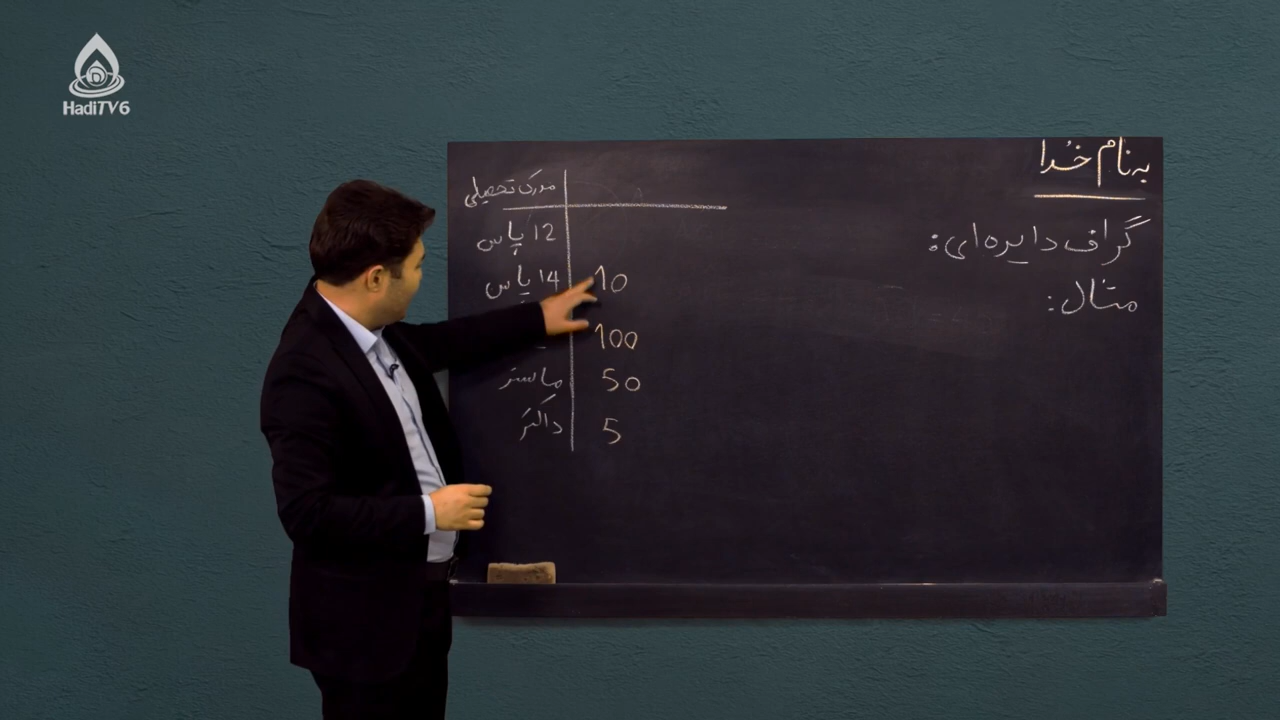 HadiTV6
به نام خدا
گراف دایره‌ای:
مثال:
مدرک تحصیلی
12 پاس
14 پاس 10
100
ماستر 50
داکتر 5